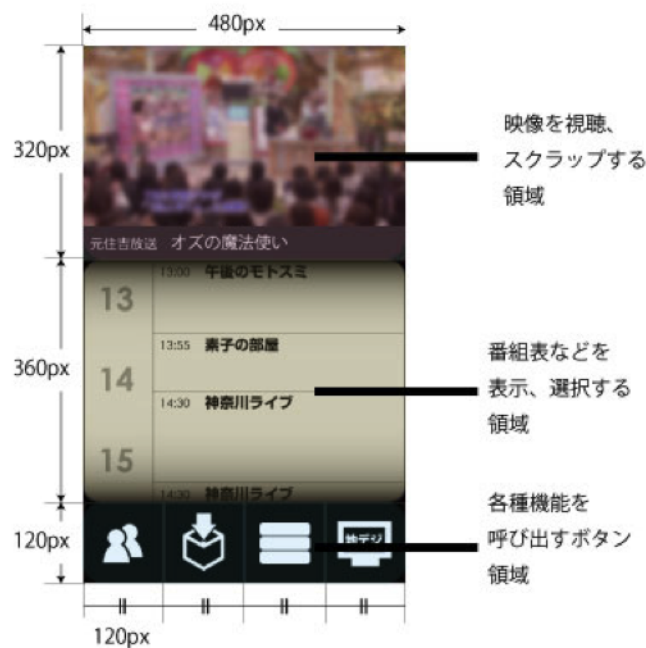 480px
320px
映像を視聴、
スクラップする
領域
元住吉放送 オズの魔法使い
13:00 午後のモトスミ
13
13:55 素子の部屋
360px
14
番組表などを
表示、選択する
領域
14:30 神奈川ライブ
15
14:30 神奈川ライブ
120px
地デジ
各種機能を
呼び出すボタン
領域
120px